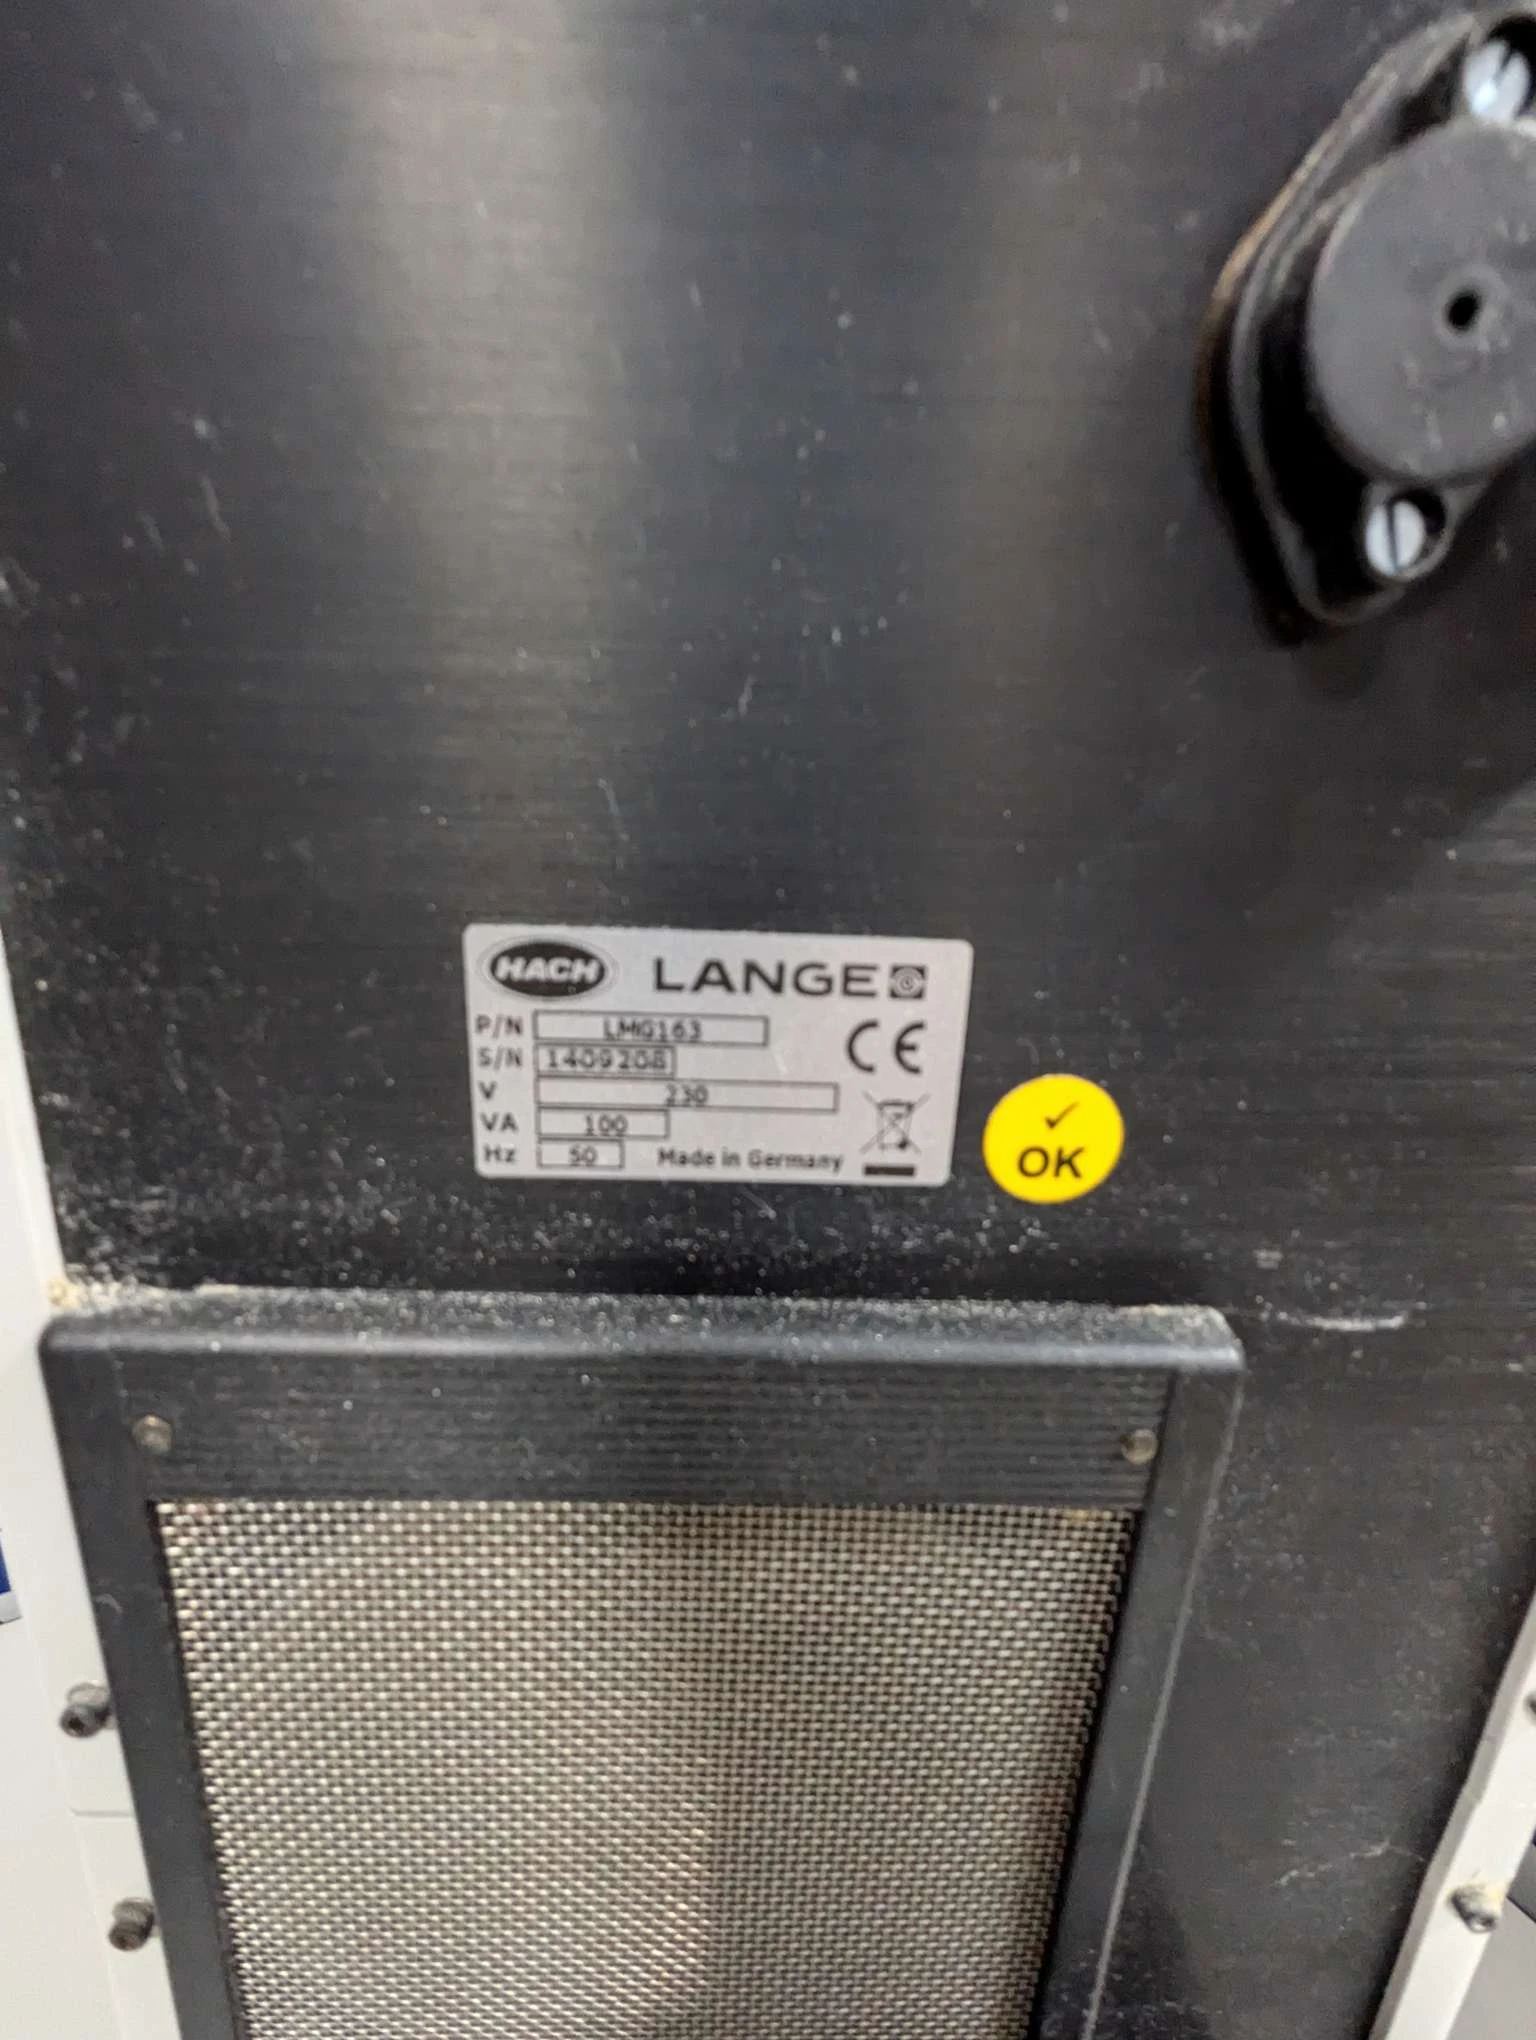 HACH LANGE
P/N LMG163
S/N 1409208
V 230
VA 100
Hz 50 Made in Germany
CE
✓
OK